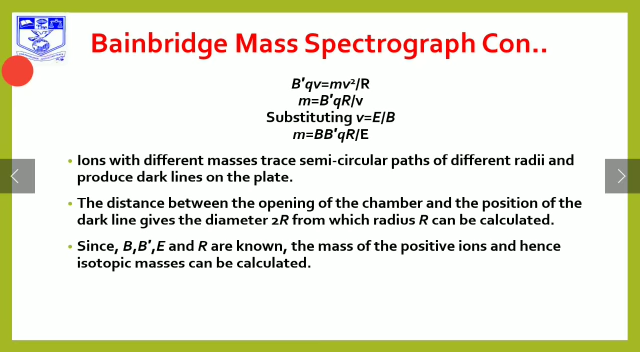 Bainbridge Mass Spectrograph Con..
B'qv=mv²/R
m=B'qR/v
Substituting v=E/B
m=BB'qR/E
• Ions with different masses trace semi-circular paths of different radii and
produce dark lines on the plate.
• The distance between the opening of the chamber and the position of the
dark line gives the diameter 2R from which radius R can be calculated.
• Since, B,B',E and R are known, the mass of the positive ions and hence
isotopic masses can be calculated.